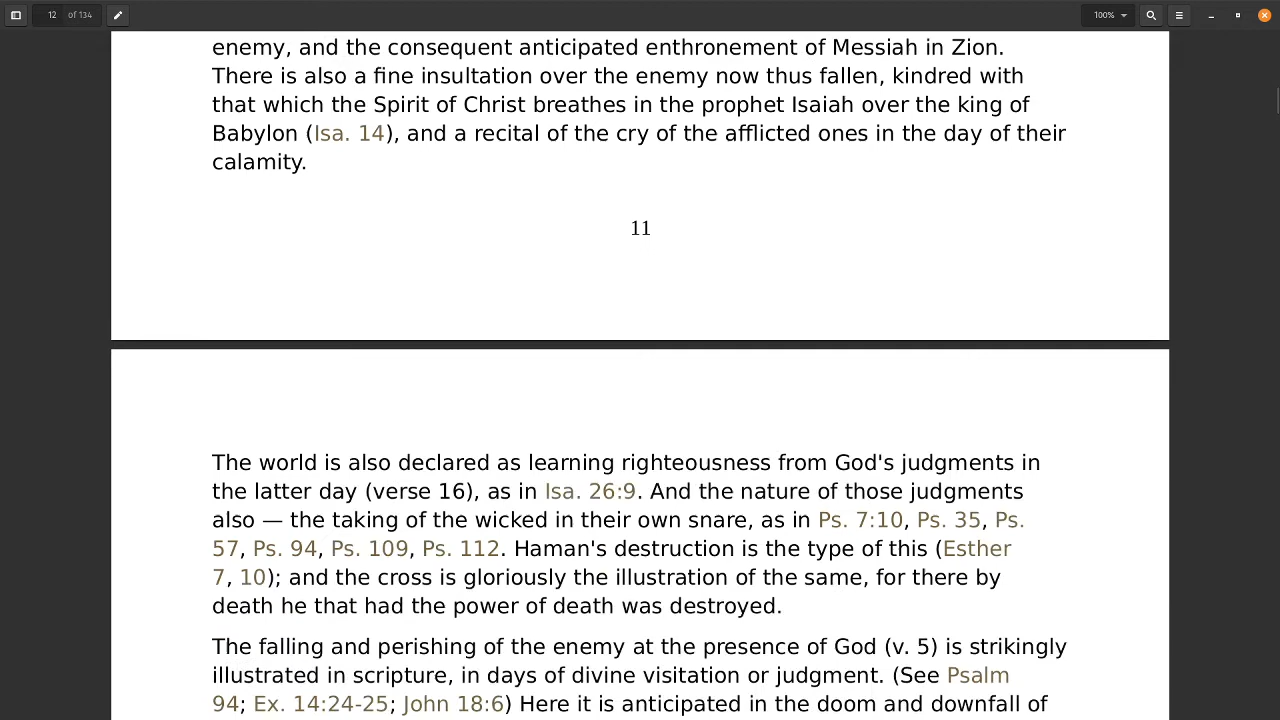 12 of 134
100%
enemy, and the consequent anticipated enthronement of Messiah in Zion.
There is also a fine insultation over the enemy now thus fallen, kindred with
that which the Spirit of Christ breathes in the prophet Isaiah over the king of
Babylon (Isa. 14), and a recital of the cry of the afflicted ones in the day of their
calamity.
11
The world is also declared as learning righteousness from God's judgments in
the latter day (verse 16), as in Isa. 26:9. And the nature of those judgments
also — the taking of the wicked in their own snare, as in Ps. 7:10, Ps. 35, Ps.
57, Ps. 94, Ps. 109, Ps. 112. Haman's destruction is the type of this (Esther
7, 10); and the cross is gloriously the illustration of the same, for there by
death he that had the power of death was destroyed.
The falling and perishing of the enemy at the presence of God (v. 5) is strikingly
illustrated in scripture, in days of divine visitation or judgment. (See Psalm
94; Ex. 14:24-25; John 18:6) Here it is anticipated in the doom and downfall of